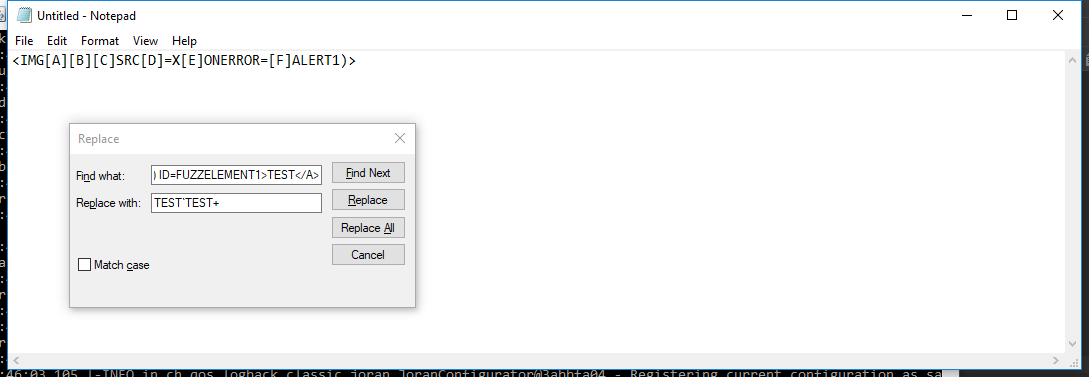 Untitled - Notepad
File Edit Format View Help
<IMG[A][B][C]SRC[D]=X[E]ONERROR=[F]ALERT1)>
Replace
Find what: )ID=FUZZELEMENT1>TEST</A> Find Next
Replace with: TEST`TEST+ Replace
Replace All
Cancel
Match case
:46:03,105 |-INFO in ch.qos.logback.classic.joran.JoranConfigurator@3abbfa04 - Registering current configuration as sa